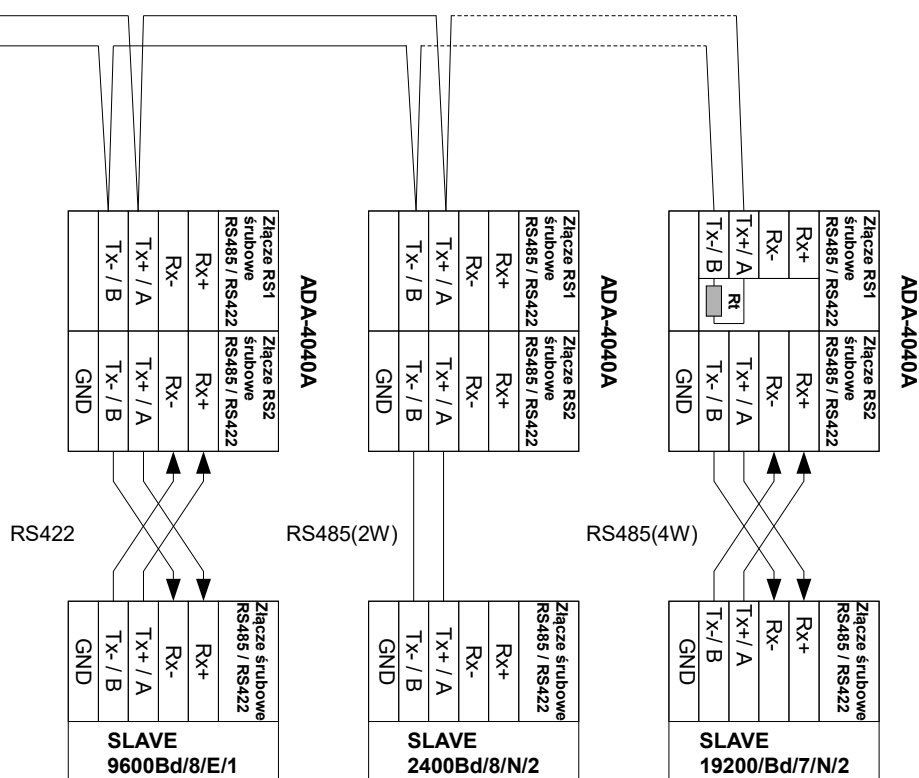 ADA-4040A
Złącze RS1
śrubowe
RS485 / RS422
Rx+
Rx-
Tx+ / A
Tx- / B
Złącze RS2
śrubowe
RS485 / RS422
Rx+
Rx-
Tx+ / A
Tx- / B
GND
RS422
Złącze śrubowe
RS485 / RS422
Rx+
Rx-
Tx+ / A
Tx- / B
GND
SLAVE
9600Bd/8/E/1
ADA-4040A
Złącze RS1
śrubowe
RS485 / RS422
Rx+
Rx-
Tx+ / A
Tx- / B
Złącze RS2
śrubowe
RS485 / RS422
Rx+
Rx-
Tx+ / A
Tx- / B
GND
RS485(2W)
Złącze śrubowe
RS485 / RS422
Rx+
Rx-
Tx+ / A
Tx- / B
GND
SLAVE
2400Bd/8/N/2
ADA-4040A
Złącze RS1
śrubowe
RS485 / RS422
Rx+
Rx-
Tx+/ A
Tx-/ B
Rt
Złącze RS2
śrubowe
RS485 / RS422
Rx+
Rx-
Tx+ / A
Tx- / B
GND
RS485(4W)
Złącze śrubowe
RS485 / RS422
Rx+
Rx-
Tx+/ A
Tx-/ B
GND
SLAVE
19200/Bd/7/N/2